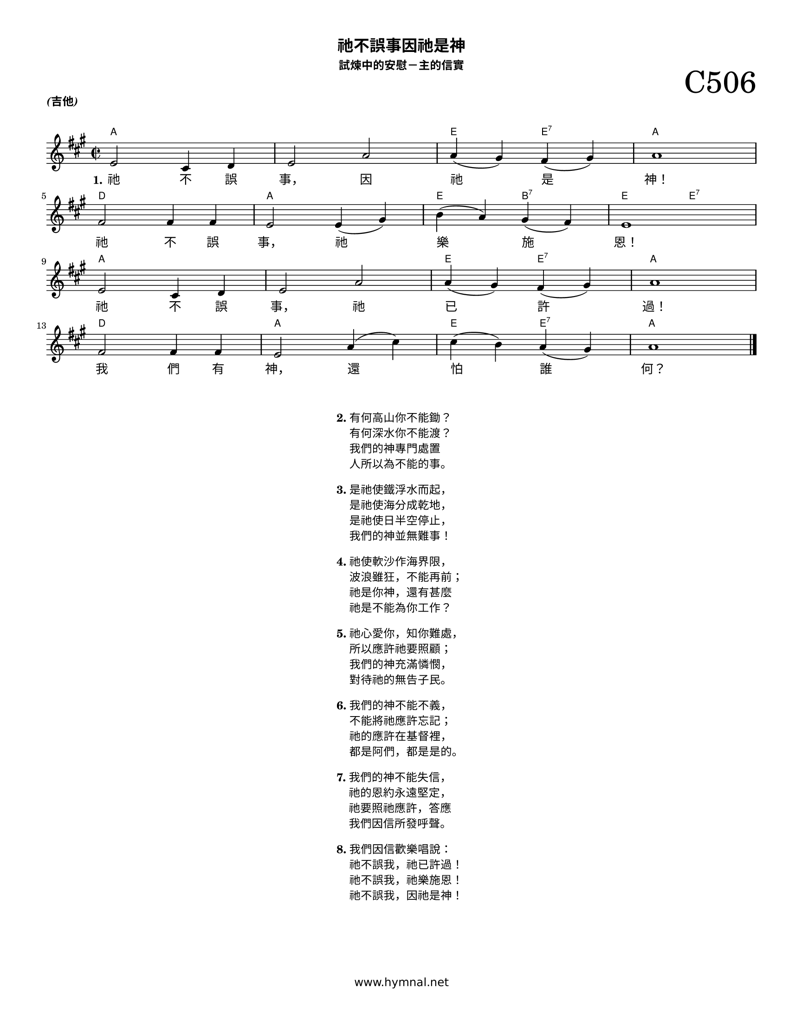 祂不誤事因祂是神
試煉中的安慰－主的信實
C506
(吉他)
A E E7 A
1. 祂 不 誤 事， 因 祂 是 神！
5 D A E B7 E E7
祂 不 誤 事， 祂 樂 施 恩！
9 A E E7 A
祂 不 誤 事， 祂 已 許 過！
13 D A E E7 A
我 們 有 神， 還 怕 誰 何？
2. 有何高山你不能鋤？
有何深水你不能渡？
我們的神專門處置
人所以為不能的事。
3. 是祂使鐵浮水而起，
是祂使海分成乾地，
是祂使日半空停止，
我們的神並無難事！
4. 祂使軟沙作海界限，
波浪雖狂，不能再前；
祂是你神，還有甚麼
祂是不能為你工作？
5. 祂心愛你，知你難處，
所以應許祂要照顧；
我們的神充滿憐憫，
對待祂的無告子民。
6. 我們的神不能不義，
不能將祂應許忘記；
祂的應許在基督裡，
都是阿們，都是是的。
7. 我們的神不能失信，
祂的恩約永遠堅定，
祂要照祂應許，答應
我們因信所發呼聲。
8. 我們因信歡樂唱說：
祂不誤我，祂已許過！
祂不誤我，祂樂施恩！
祂不誤我，因祂是神！
www.hymnal.net